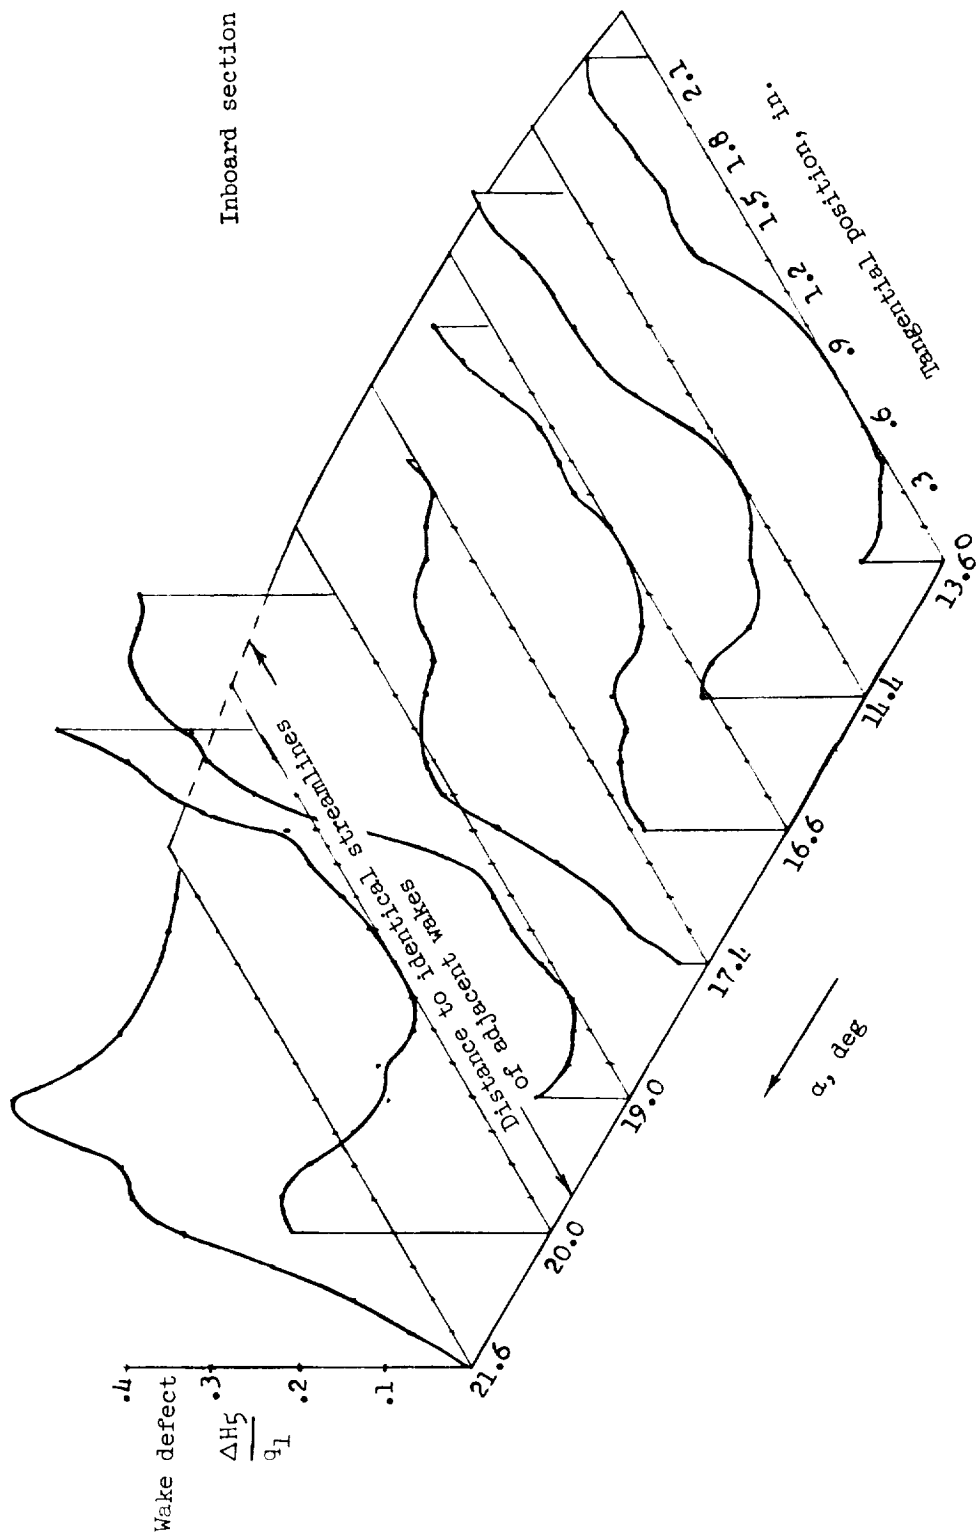 Inboard section
Wake defect
ΔH5
q1
.4
.3
.2
.1
21.6
20.0
19.0
17.4
16.6
14.4
13.6
α, deg
0
.3
.6
.9
1.2
1.5
1.8
2.1
Tangential position, in.
Distance to identical streamlines
of adjacent wakes